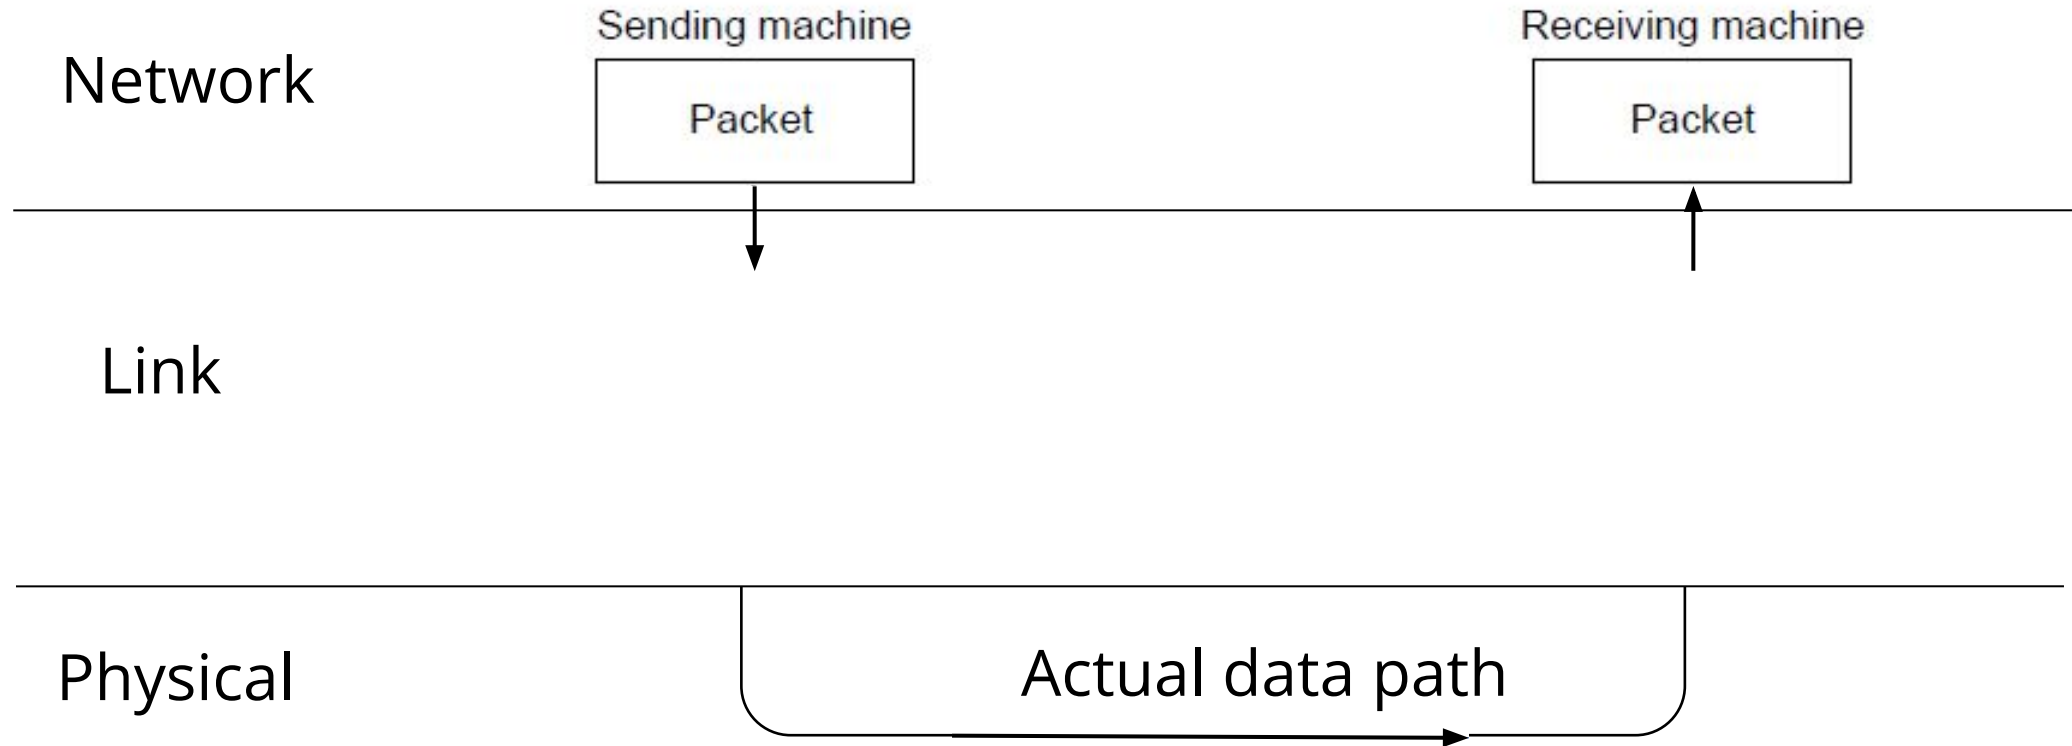 Sending machine
Receiving machine
Network
Packet
Packet
Link
Physical
Actual data path